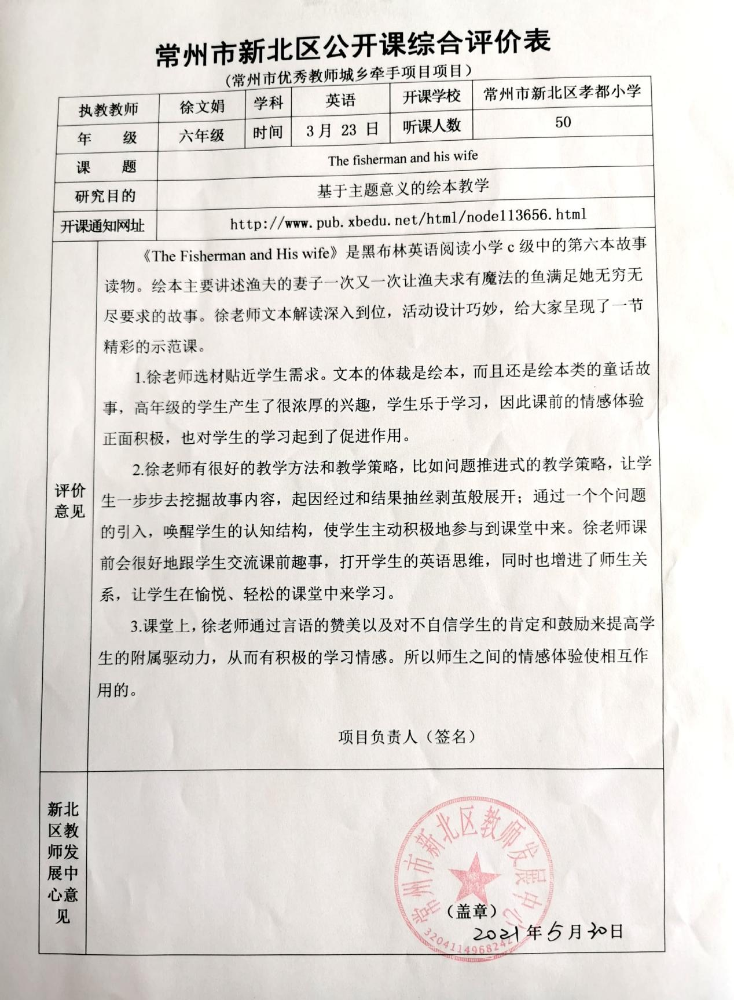 常州市新北区公开课综合评价表
（常州市优秀教师城乡牵手项目项目）
执教教师 徐文娟 学科 英语 开课学校 常州市新北区孝都小学
年 级 六年级 时间 3月 23 日 听课人数 50
课 题 The fisherman and his wife
研究目的 基于主题意义的绘本教学
开课通知网址 http://www.pub.xbedu.net/html/node113656.html
评价
意见
《The Fisherman and His wife》是黑布林英语阅读小学 c 级中的第六本故事
读物。绘本主要讲述渔夫的妻子一次又一次让渔夫求有魔法的鱼满足她无穷无
尽要求的故事。徐老师文本解读深入到位，活动设计巧妙，给大家呈现了一节
精彩的示范课。
1.徐老师选材贴近学生需求。文本的体裁是绘本，而且还是绘本类的童话故
事，高年级的学生产生了很浓厚的兴趣，学生乐于学习，因此课前的情感体验
正面积极，也对学生的学习起到了促进作用。
2.徐老师有很好的教学方法和教学策略，比如问题推进式的教学策略，让学
生一步步去挖掘故事内容，起因经过和结果抽丝剥茧般展开；通过一个个问题
的引入，唤醒学生的认知结构，使学生主动积极地参与到课堂中来。徐老师课
前会很好地跟学生交流课前趣事，打开学生的英语思维，同时也增进了师生关
系，让学生在愉悦、轻松的课堂中来学习。
3.课堂上，徐老师通过言语的赞美以及对不自信学生的肯定和鼓励来提高学
生的附属驱动力，从而有积极的学习情感。所以师生之间的情感体验使相互作
用的。
项目负责人（签名）
新北
区教
师发
展中
心意
见
常州市新北区教师发展中心
（盖章）
2021年5月30日